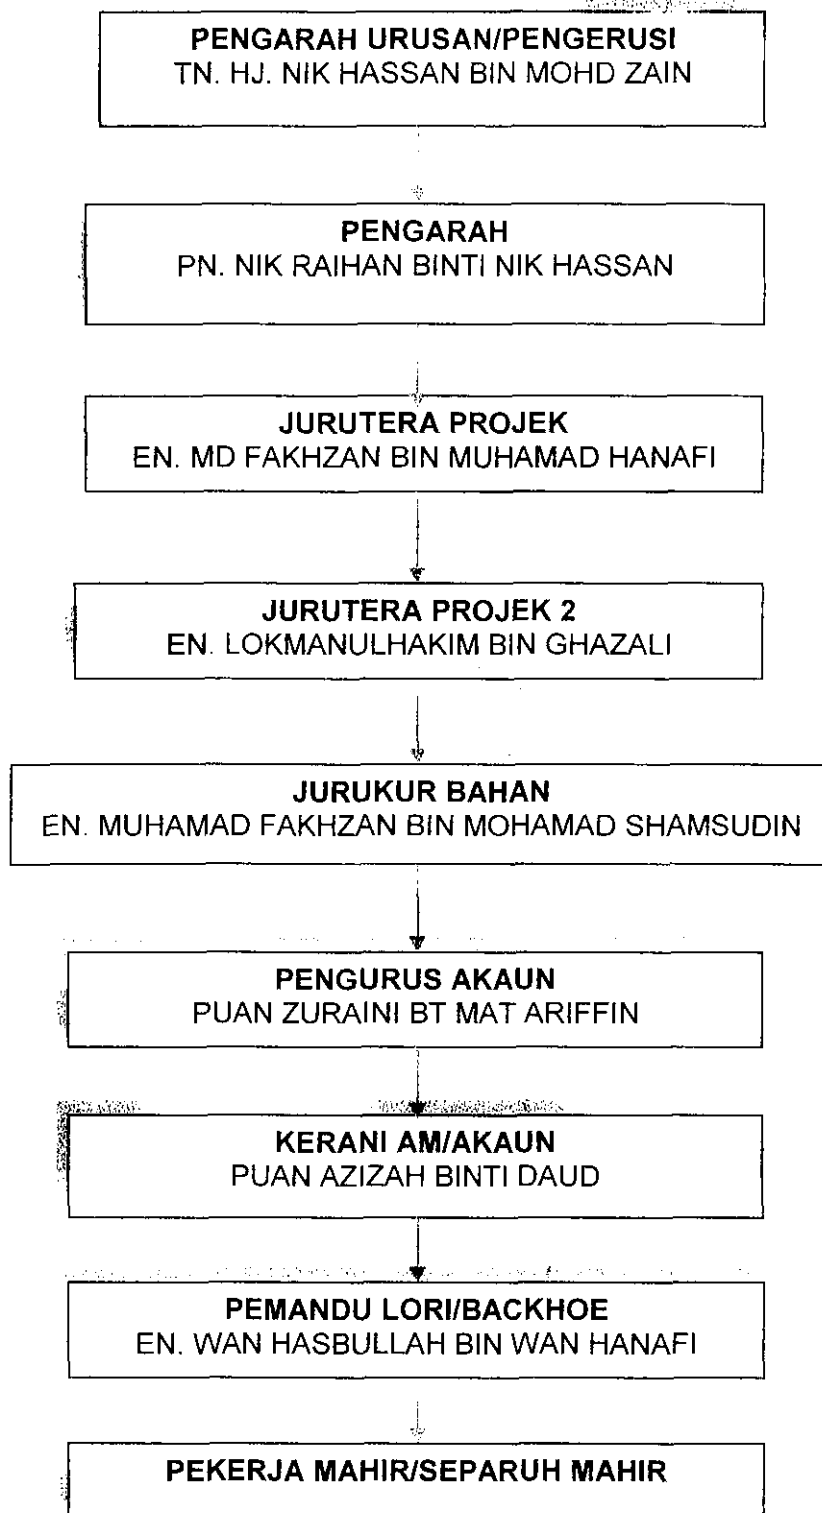 PENGARAH URUSAN/PENGERUSI
TN. HJ. NIK HASSAN BIN MOHD ZAIN
PENGARAH
PN. NIK RAIHAN BINTI NIK HASSAN
JURUTERA PROJEK
EN. MD FAKHZAN BIN MUHAMAD HANAFI
JURUTERA PROJEK 2
EN. LOKMANULHAKIM BIN GHAZALI
JURUKUR BAHAN
EN. MUHAMAD FAKHZAN BIN MOHAMAD SHAMSUDIN
PENGURUS AKAUN
PUAN ZURAINI BT MAT ARIFFIN
KERANI AM/AKAUN
PUAN AZIZAH BINTI DAUD
PEMANDU LORI/BACKHOE
EN. WAN HASBULLAH BIN WAN HANAFI
PEKERJA MAHIR/SEPARUH MAHIR